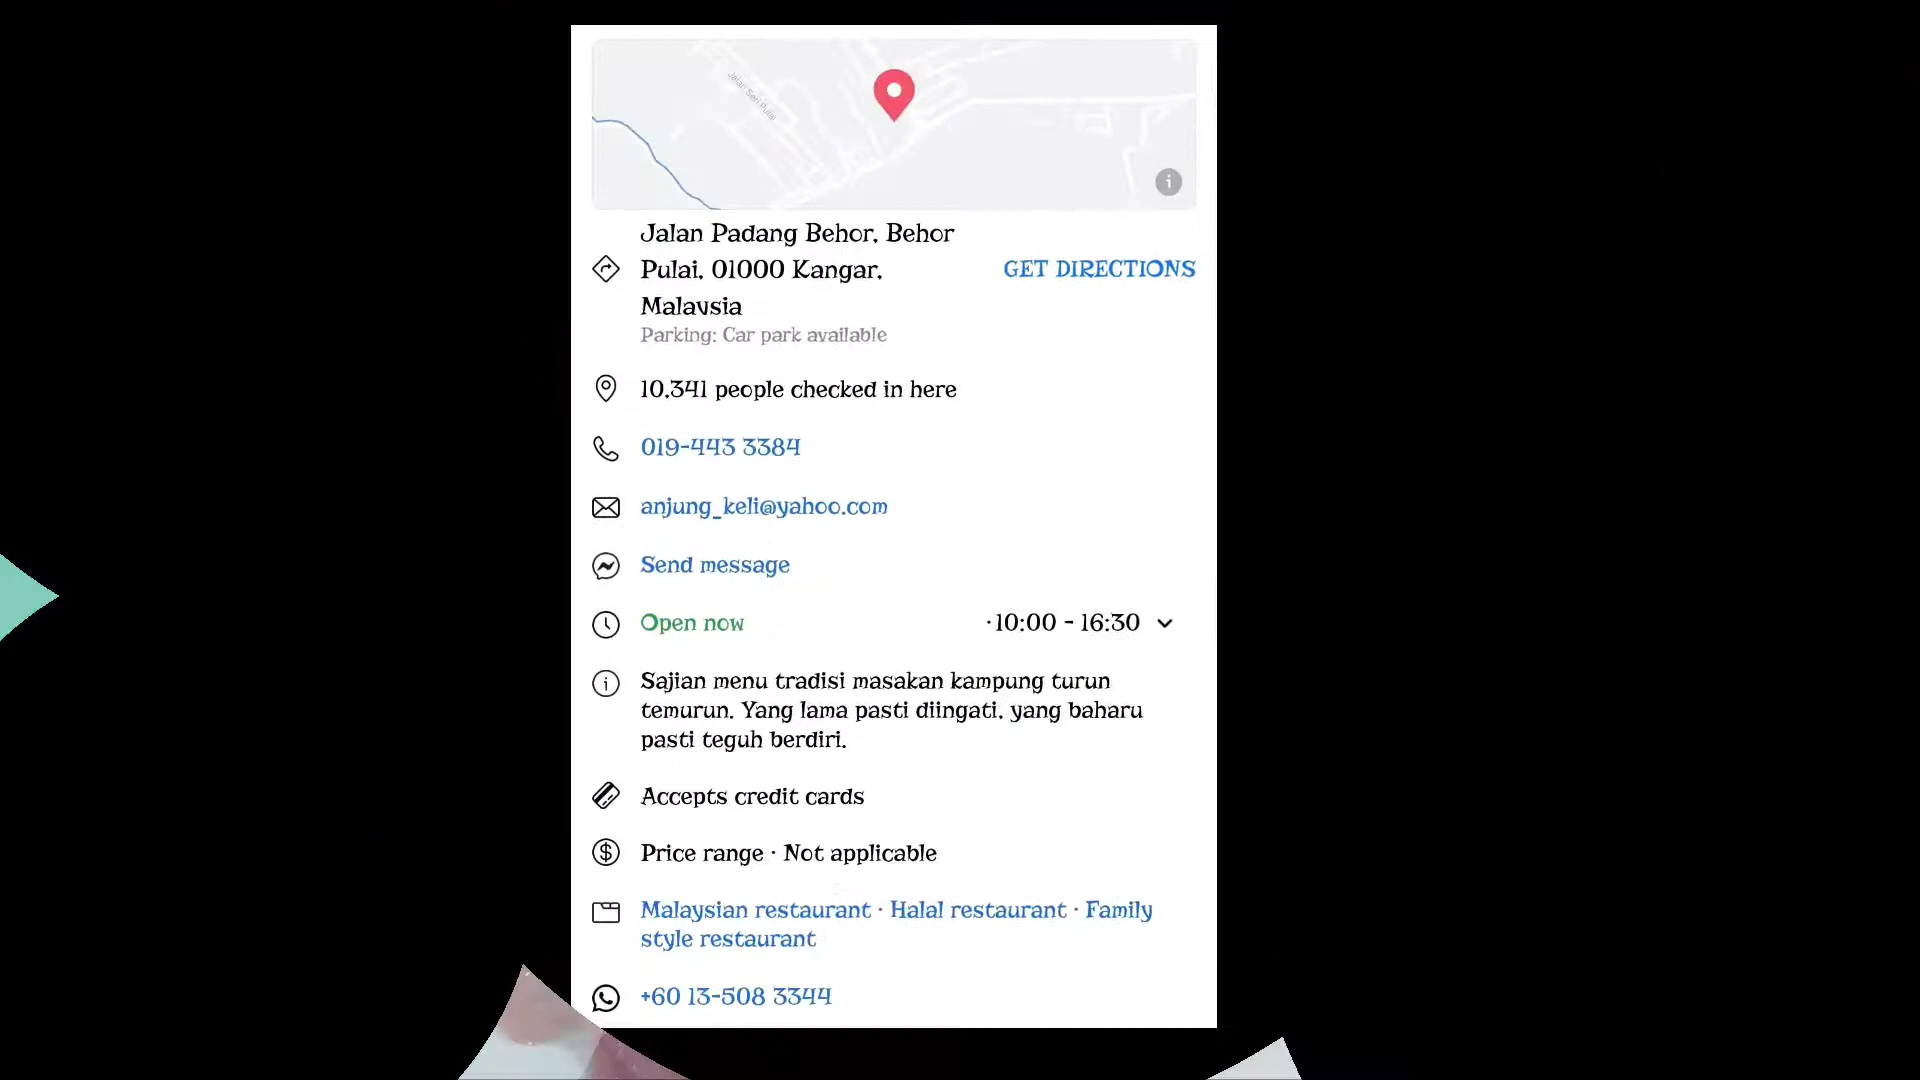 Jalan Seri Pulai
Jalan Padang Behor, Behor
Pulai, 01000 Kangar,
Malaysia
GET DIRECTIONS
Parking: Car park available
10,341 people checked in here
019-443 3384
anjung_keli@yahoo.com
Send message
Open now · 10:00 - 16:30
Sajian menu tradisi masakan kampung turun
temurun. Yang lama pasti diingati, yang baharu
pasti teguh berdiri.
Accepts credit cards
Price range · Not applicable
Malaysian restaurant · Halal restaurant · Family
style restaurant
+60 13-508 3344